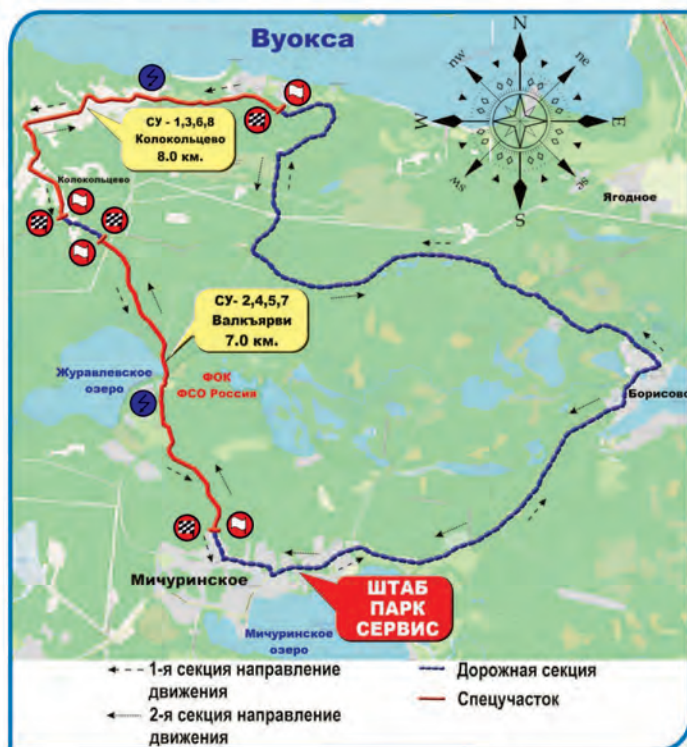 Вуокса
N
nw
ne
M
E
sw
se
S
СУ - 1,3,6,8
Колокольцево
8.0 км.
Ягодное
Колокольцево
СУ- 2,4,5,7
Валкъярви
7.0 км.
Журавлевское
озеро
ФОК
ФСО Россия
Борисово
Мичуринское
ШТАБ
ПАРК
СЕРВИС
Мичуринское
озеро
1-я секция направление
движения
2-я секция направление
движения
Дорожная секция
Спецучасток